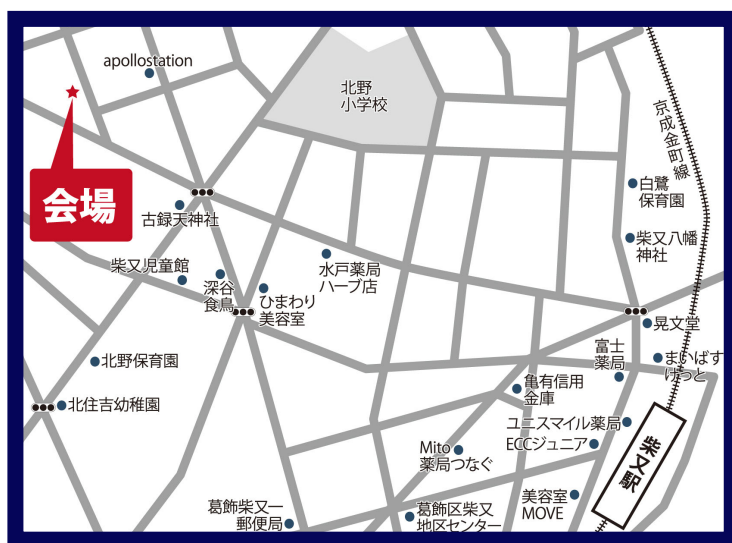 apollostation
北野
小学校
京成金町線
会場
白鷺
保育園
古録天神社
柴又八幡
神社
柴又児童館
深谷
食鳥
ひまわり
美容室
水戸薬局
ハーブ店
晃文堂
富士
薬局
まいばす
けっと
北野保育園
亀有信用
金庫
北住吉幼稚園
ユニスマイル薬局
ECCジュニア
Mito
薬局つなぐ
柴又駅
葛飾柴又一
郵便局
葛飾区柴又
地区センター
美容室
MOVE